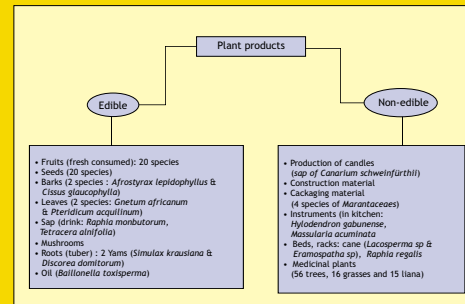 Plant products
Edible
Non-edible
• Fruits (fresh consumed): 20 species
• Seeds (20 species)
• Barks (2 species : Afrostyrax lepidophyllus &
Cissus glaucophylla)
• Leaves (2 species: Gnetum africanum
& Pteridicum acquilinum)
• Sap (drink: Raphia monbutorum,
Tetracera alnifolia)
• Mushrooms
• Roots (tuber) : 2 Yams (Simulax krausiana &
Discorea domitorum)
• Oil (Baillonella toxisperma)
• Production of candles
(sap of Canarium schweinfürthii)
• Construction material
• Cackaging material
(4 species of Marantaceaes)
• Instruments (in kitchen:
Hylodendron gabunense,
Massularia acuminata
• Beds, racks: cane (Lacosperma sp &
Eramospatha sp), Raphia regalis
• Medicinal plants
(56 trees, 16 grasses and 15 liana)